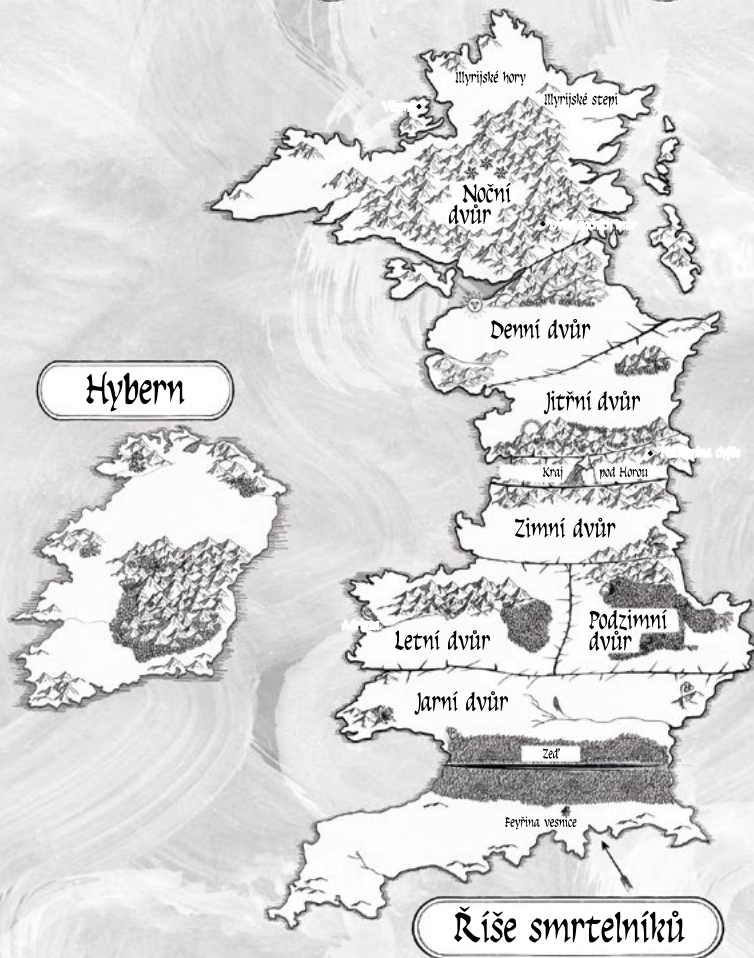 Illyrijské hory
Illyrijské stepi
Noční
dvůr
Denní dvůr
Hybern
Jitřní dvůr
Kraj pod Horou
Zimní dvůr
Letní dvůr
Podzimní
dvůr
Jarní dvůr
Zeď
Feyřina vesnice
Říše smrtelníků